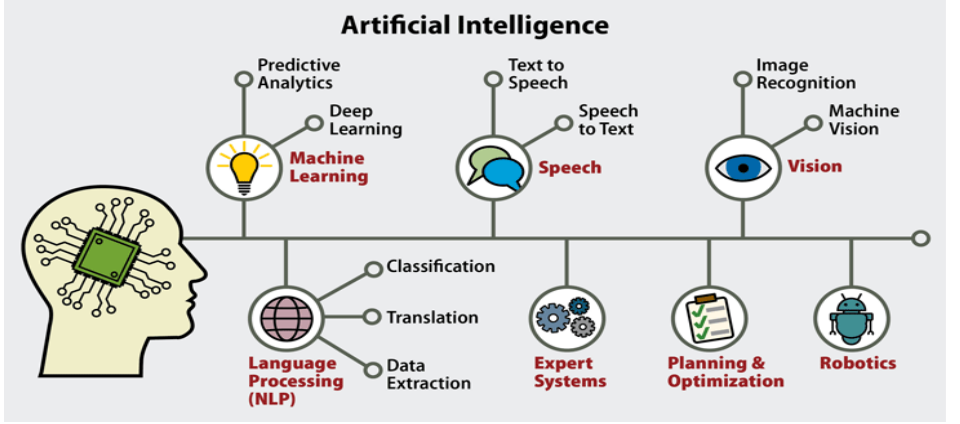 Artificial Intelligence
Predictive
Analytics
Deep
Learning
Machine
Learning
Text to
Speech
Speech
to Text
Speech
Image
Recognition
Machine
Vision
Vision
Classification
Translation
Data
Extraction
Language
Processing
(NLP)
Expert
Systems
Planning &
Optimization
Robotics